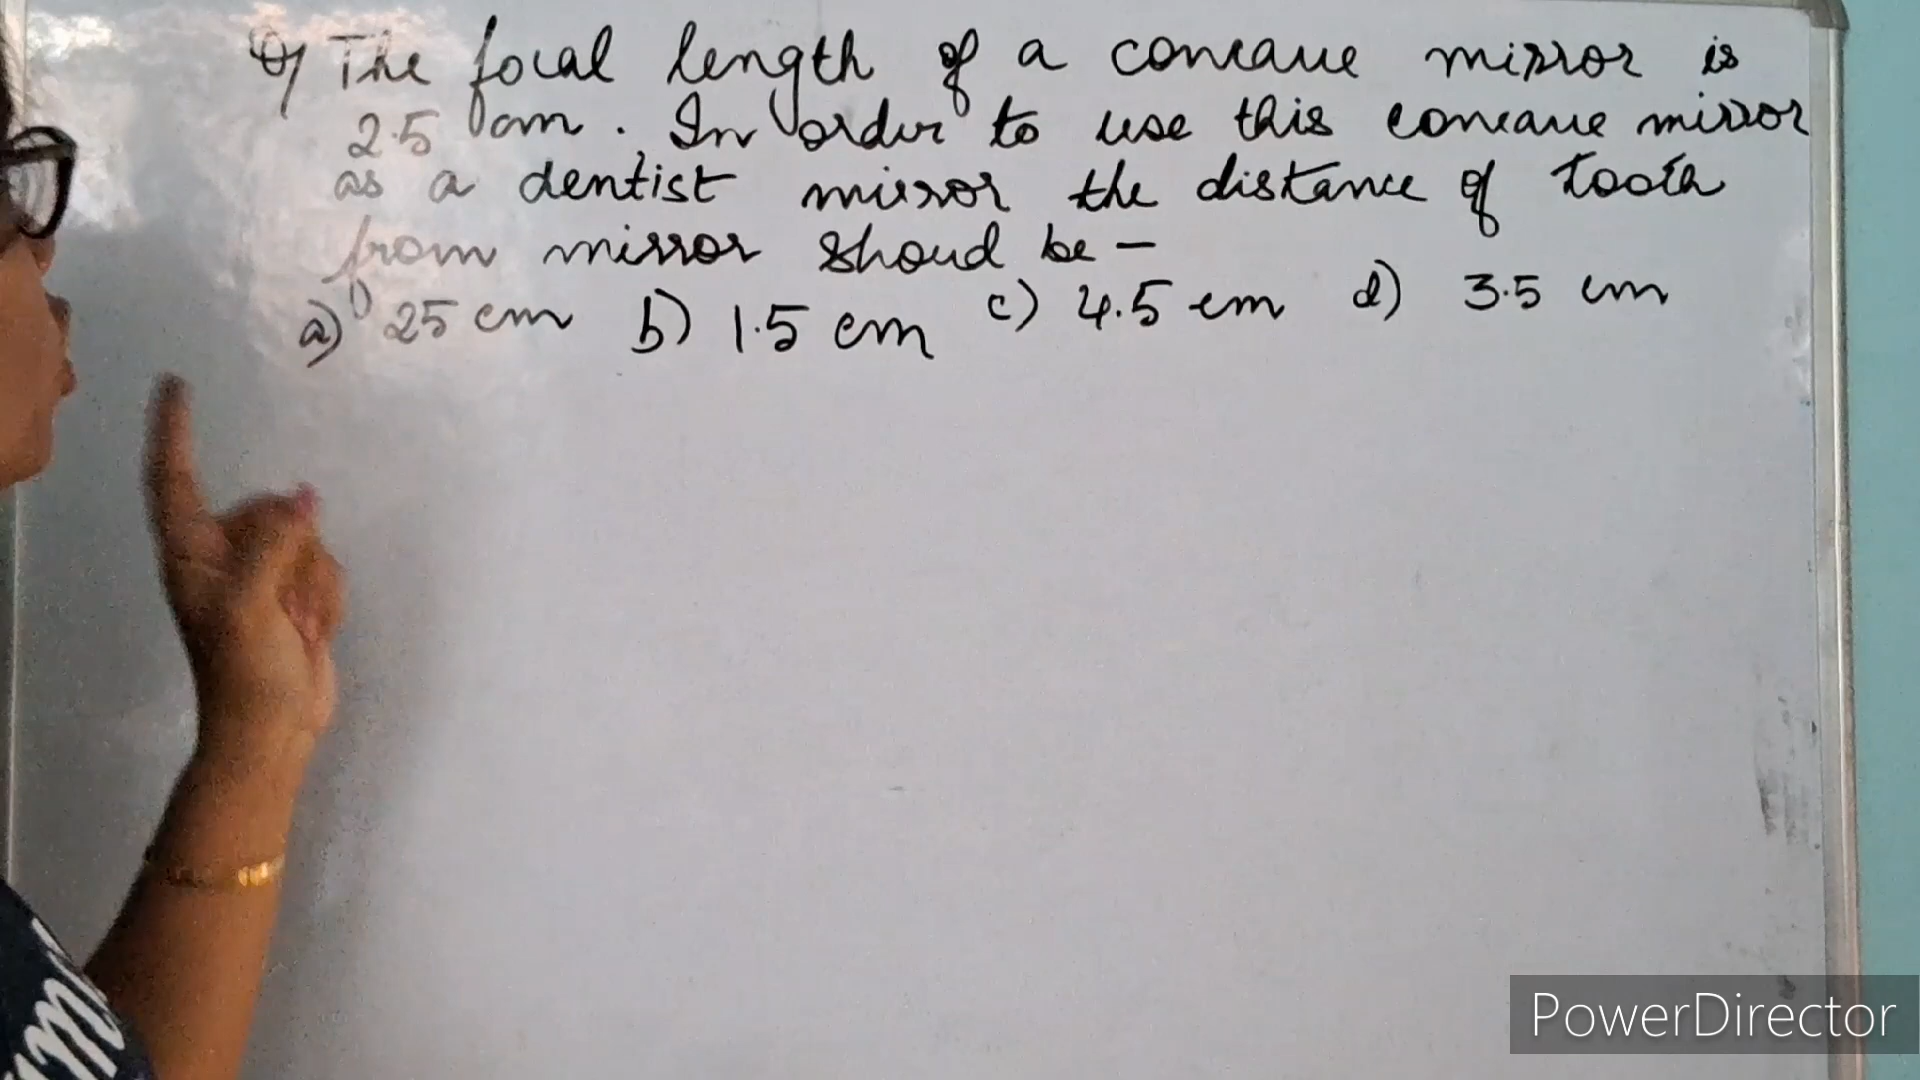 Q) The focal length of a concave mirror is
2.5 cm. In order to use this concave mirror
as a dentist mirror the distance of tooth
from mirror shoud be -
a) 25 cm b) 1.5 cm c) 4.5 cm d) 3.5 cm
PowerDirector